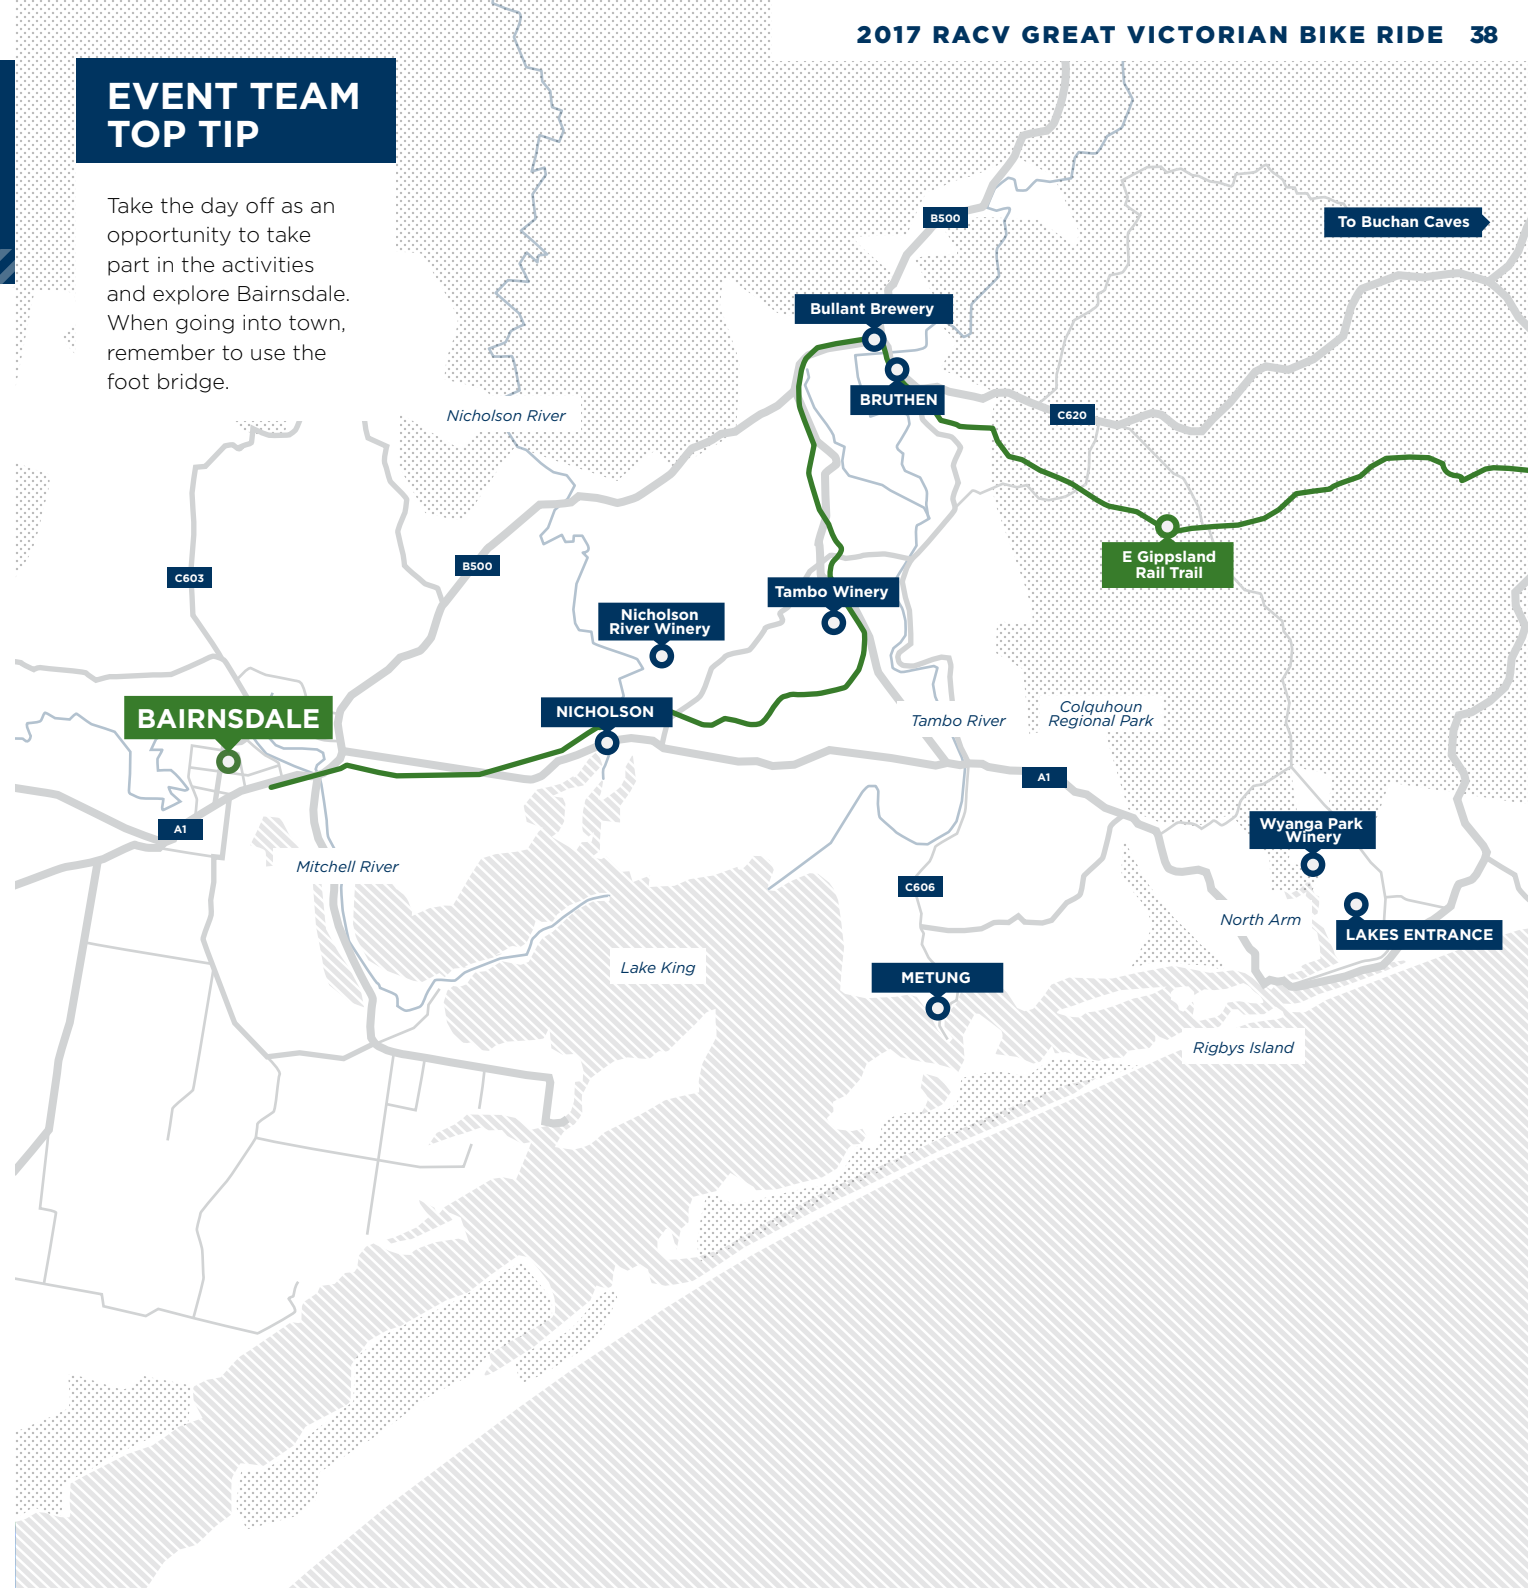 2017 RACV GREAT VICTORIAN BIKE RIDE 38
EVENT TEAM
TOP TIP
Take the day off as an
opportunity to take
part in the activities
and explore Bairnsdale.
When going into town,
remember to use the
foot bridge.
B500
To Buchan Caves
Bullant Brewery
BRUTHEN
Nicholson River
C620
C603
B500
E Gippsland
Rail Trail
Tambo Winery
Nicholson
River Winery
BAIRNSDALE
NICHOLSON
Tambo River
Colquhoun
Regional Park
A1
A1
Wyanga Park
Winery
Mitchell River
C606
North Arm
LAKES ENTRANCE
Lake King
METUNG
Rigbys Island